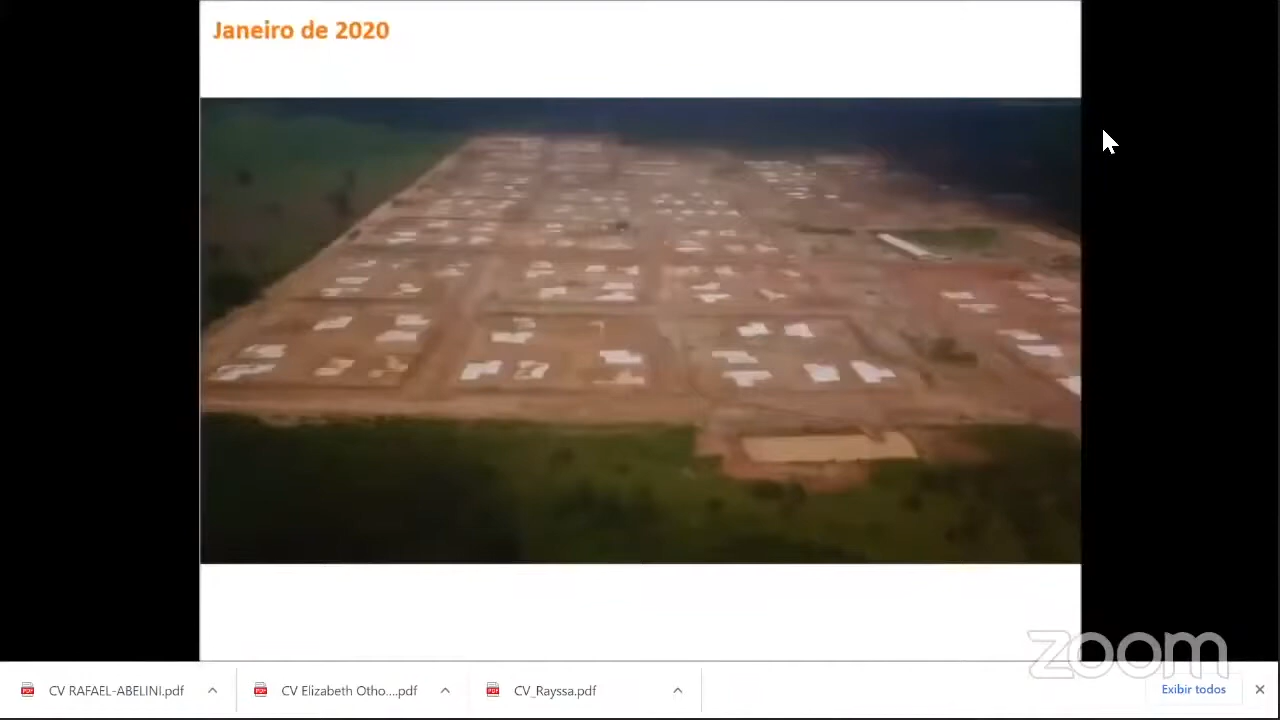 Janeiro de 2020
zoom
CV RAFAEL-ABELINI.pdf
CV Elizabeth Otho....pdf
CV_Rayssa.pdf
Exibir todos